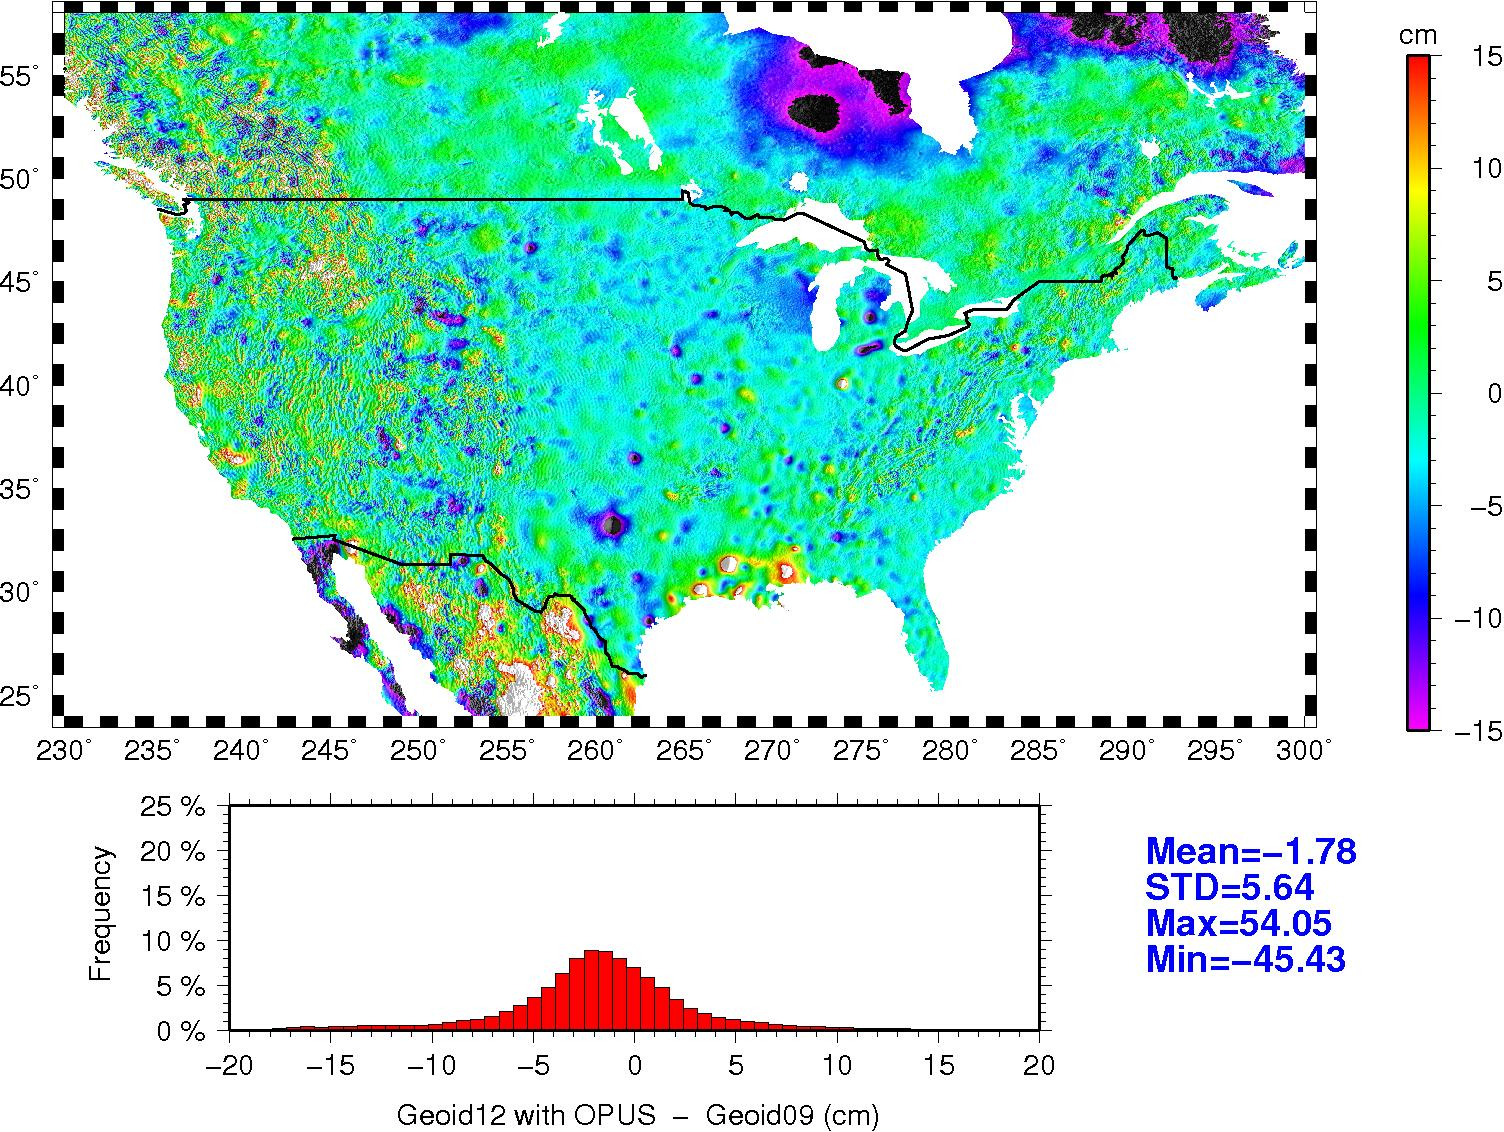 cm
55°
50°
45°
40°
35°
30°
25°
230° 235° 240° 245° 250° 255° 260° 265° 270° 275° 280° 285° 290° 295° 300°
15
10
5
0
−5
−10
−15
25 %
20 %
15 %
10 %
5 %
0 %
Frequency
−20 −15 −10 −5 0 5 10 15 20
Geoid12 with OPUS − Geoid09 (cm)
Mean=−1.78
STD=5.64
Max=54.05
Min=−45.43